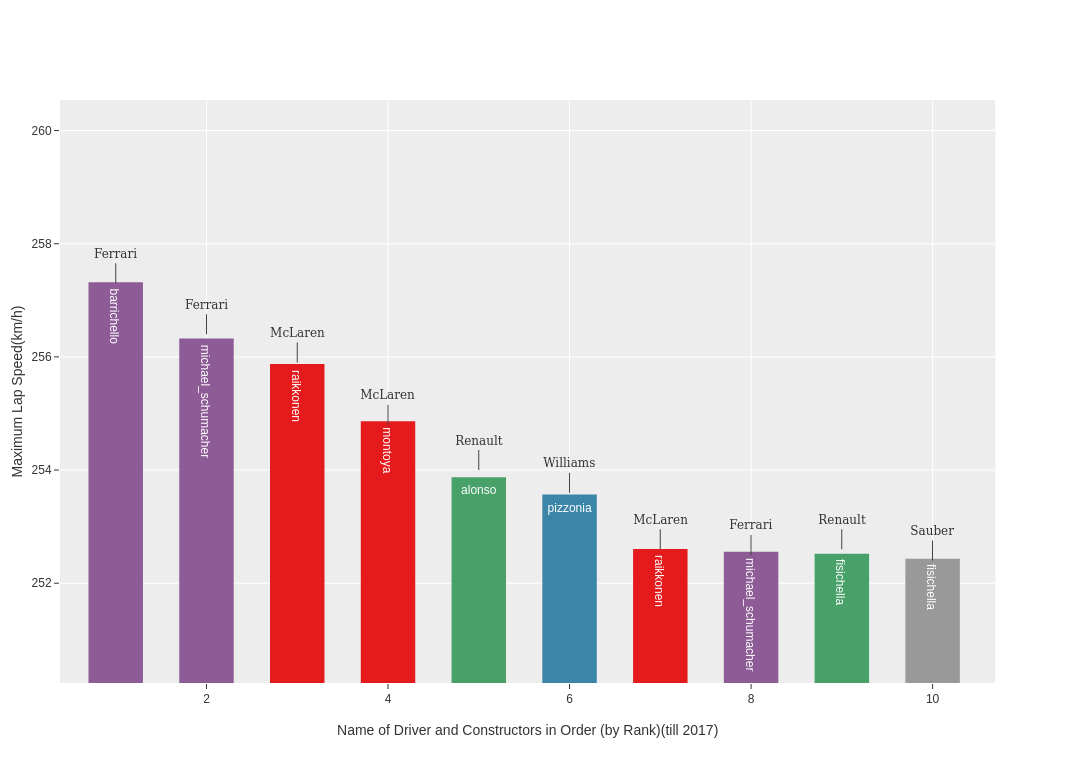 260
258
256
254
252
Maximum Lap Speed(km/h)
Ferrari
barrichello
Ferrari
michael_schumacher
McLaren
raikkonen
McLaren
montoya
Renault
alonso
Williams
pizzonia
McLaren
raikkonen
Ferrari
michael_schumacher
Renault
fisichella
Sauber
fisichella
2
4
6
8
10
Name of Driver and Constructors in Order (by Rank)(till 2017)